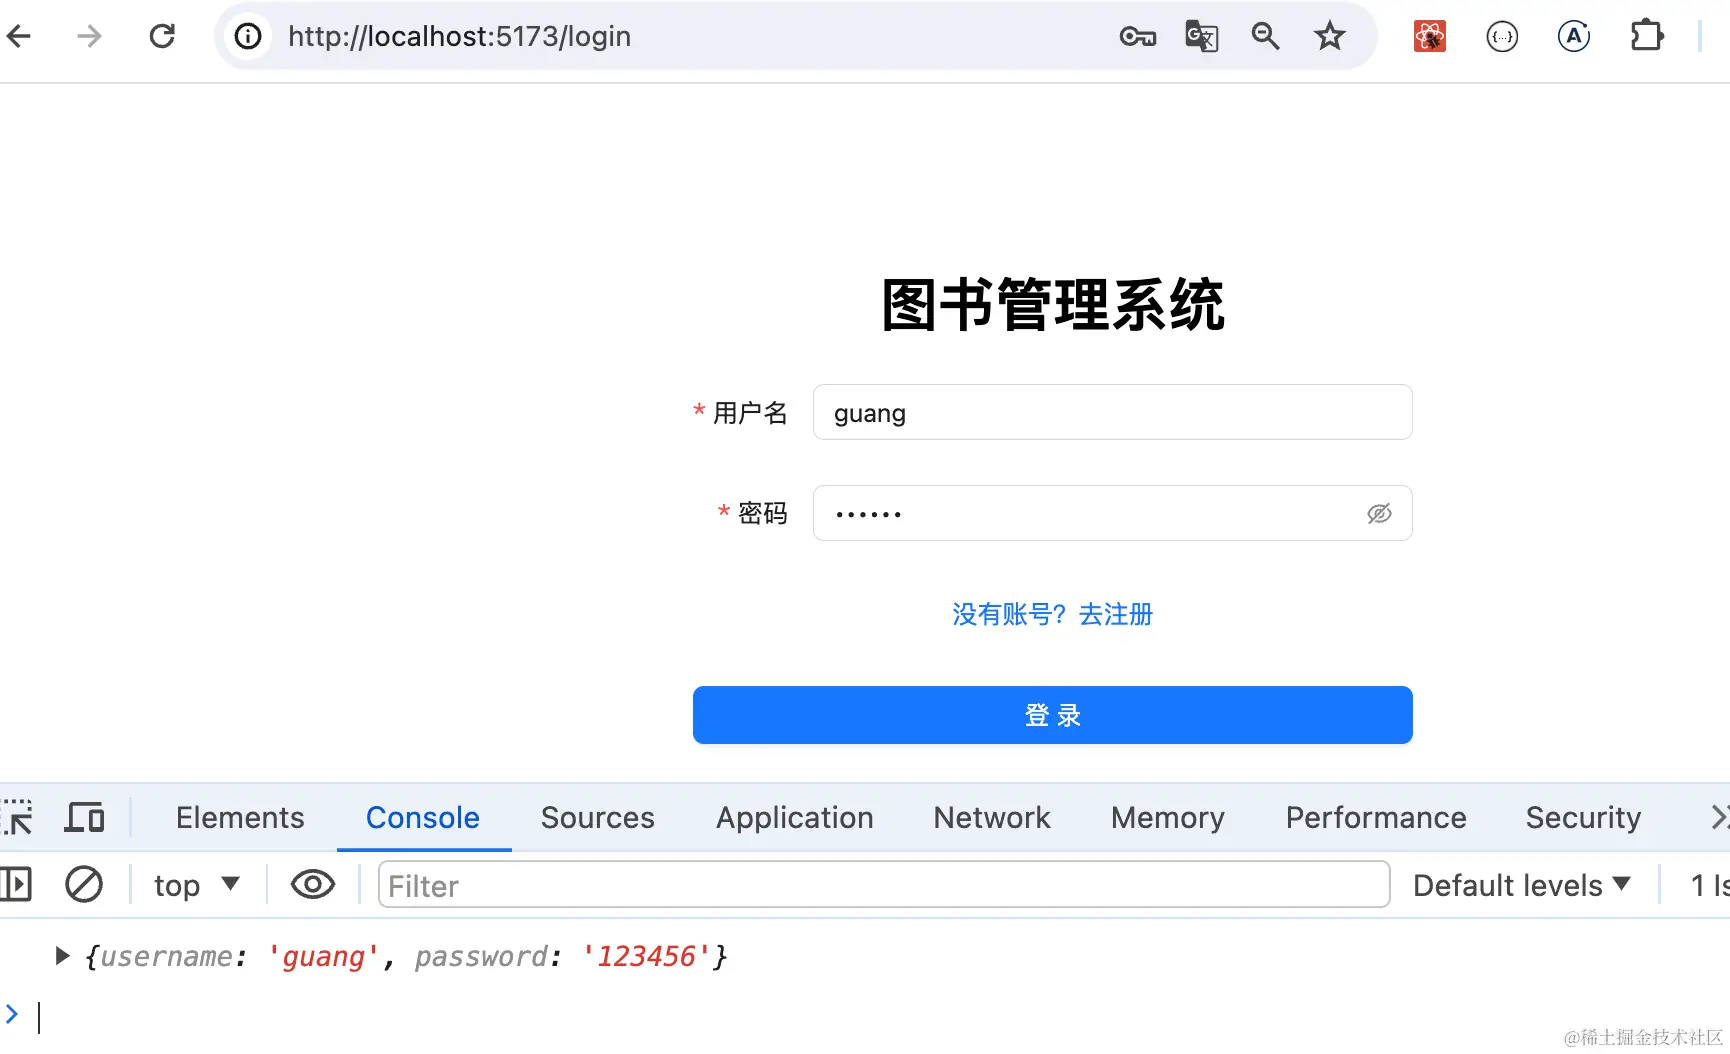 http://localhost:5173/login
图书管理系统
* 用户名 guang
* 密码 ••••••
没有账号？去注册
登 录
Elements Console Sources Application Network Memory Performance Security
top Filter Default levels 1 Is
{username: 'guang', password: '123456'}
@稀土掘金技术社区